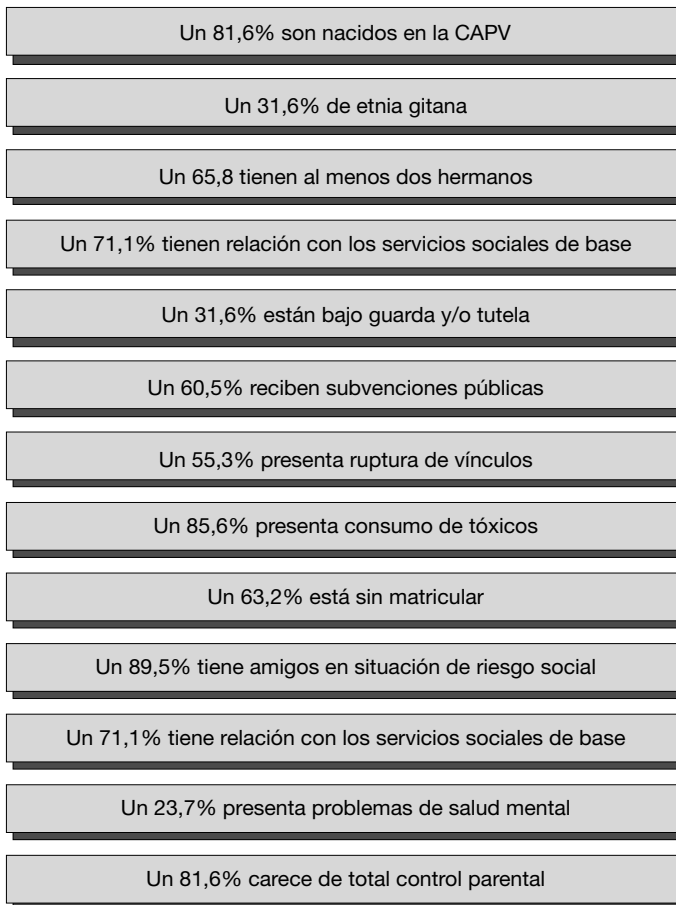 Un 81,6% son nacidos en la CAPV
Un 31,6% de etnia gitana
Un 65,8 tienen al menos dos hermanos
Un 71,1% tienen relación con los servicios sociales de base
Un 31,6% están bajo guarda y/o tutela
Un 60,5% reciben subvenciones públicas
Un 55,3% presenta ruptura de vínculos
Un 85,6% presenta consumo de tóxicos
Un 63,2% está sin matricular
Un 89,5% tiene amigos en situación de riesgo social
Un 71,1% tiene relación con los servicios sociales de base
Un 23,7% presenta problemas de salud mental
Un 81,6% carece de total control parental